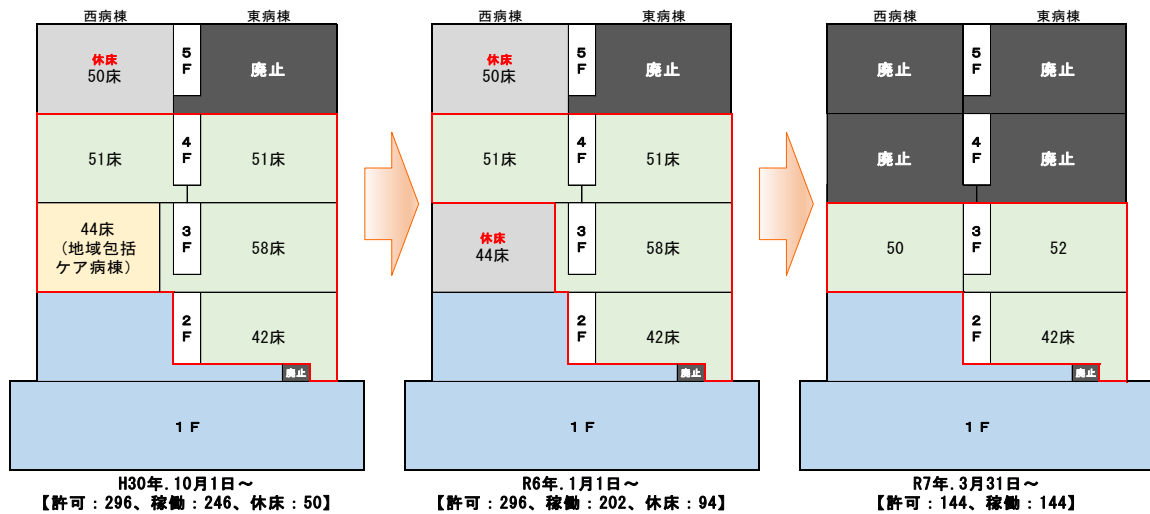 西病棟
東病棟
休床
50床
5F
廃止
51床
4F
51床
44床
(地域包括
ケア病棟)
3F
58床
2F
42床
廃止
1F
H30年.10月1日～
【許可：296、稼働：246、休床：50】
西病棟
東病棟
休床
50床
5F
廃止
51床
4F
51床
休床
44床
3F
58床
2F
42床
廃止
1F
R6年.1月1日～
【許可：296、稼働：202、休床：94】
西病棟
東病棟
廃止
5F
廃止
廃止
4F
廃止
50
3F
52
2F
42床
廃止
1F
R7年.3月31日～
【許可：144、稼働：144】